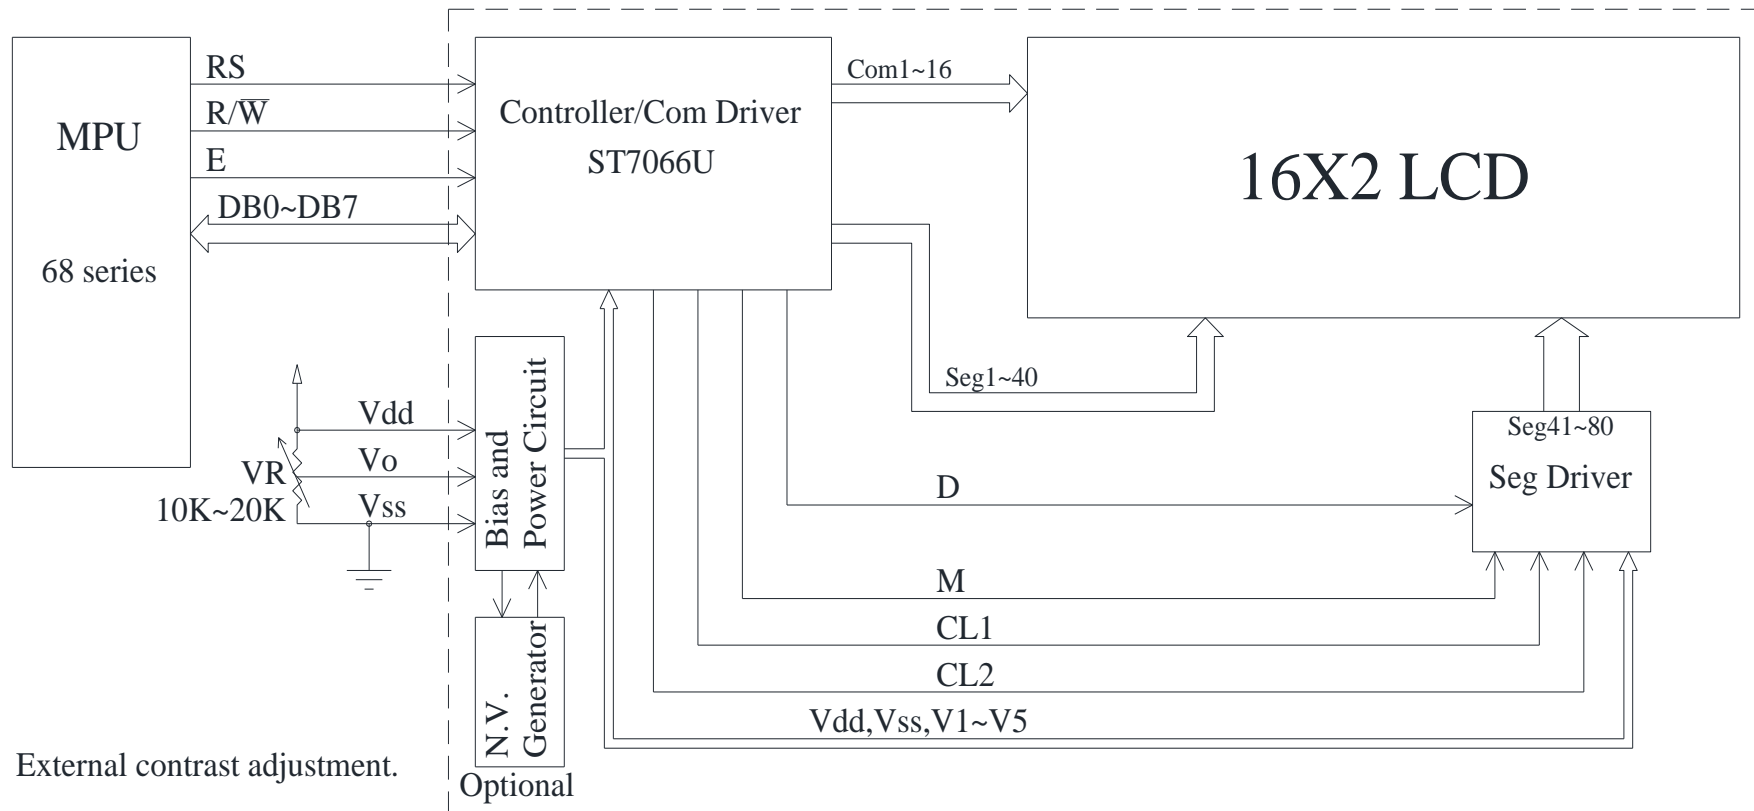 MPU
68 series
RS
R/W̅
E
DB0~DB7
Controller/Com Driver
ST7066U
Com1~16
16X2 LCD
Seg1~40
Seg41~80
Seg Driver
Vdd
Vo
Vss
VR
10K~20K
Bias and
Power Circuit
D
M
CL1
CL2
Vdd,Vss,V1~V5
N.V.
Generator
Optional
External contrast adjustment.